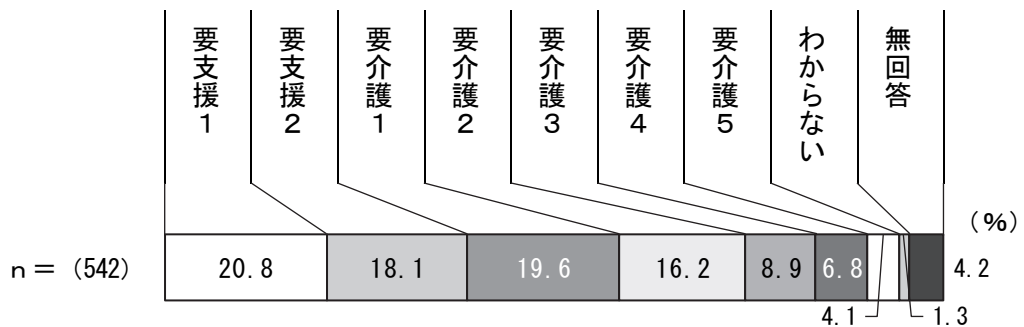 要支援１
要支援２
要介護１
要介護２
要介護３
要介護４
要介護５
わからない
無回答
(%)
ｎ＝ (542)
20.8
18.1
19.6
16.2
8.9
6.8
4.1
1.3
4.2